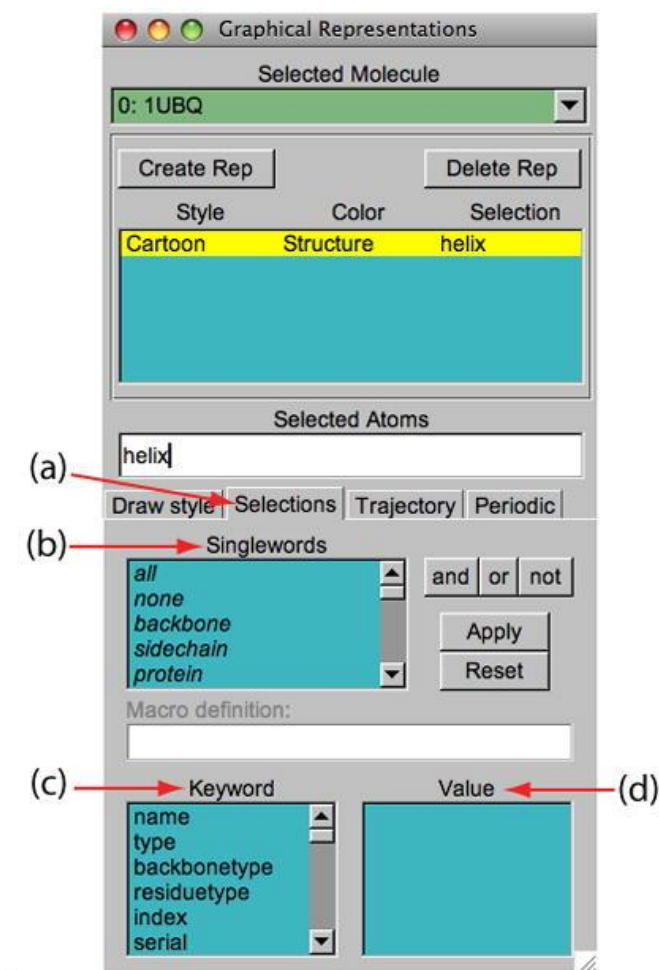 Graphical Representations
Selected Molecule
0: 1UBQ
Create Rep Delete Rep
Style Color Selection
Cartoon Structure helix
Selected Atoms
helix
(a)
Draw style Selections Trajectory Periodic
(b) Singlewords
all and or not
none
backbone Apply
sidechain
protein Reset
Macro definition:
(c) Keyword Value (d)
name
type
backbonetype
residuetype
index
serial